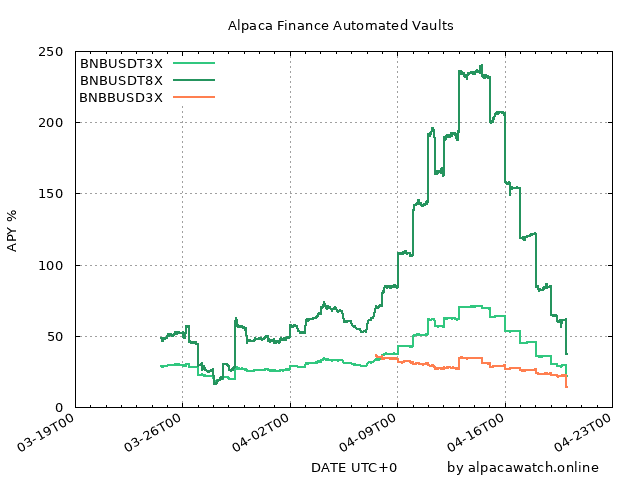 Alpaca Finance Automated Vaults
250
200
150
100
50
0
APY %
BNBUSDT3X
BNBUSDT8X
BNBBUSD3X
03-19T00
03-26T00
04-02T00
04-09T00
04-16T00
04-23T00
DATE UTC+0
by alpacawatch.online